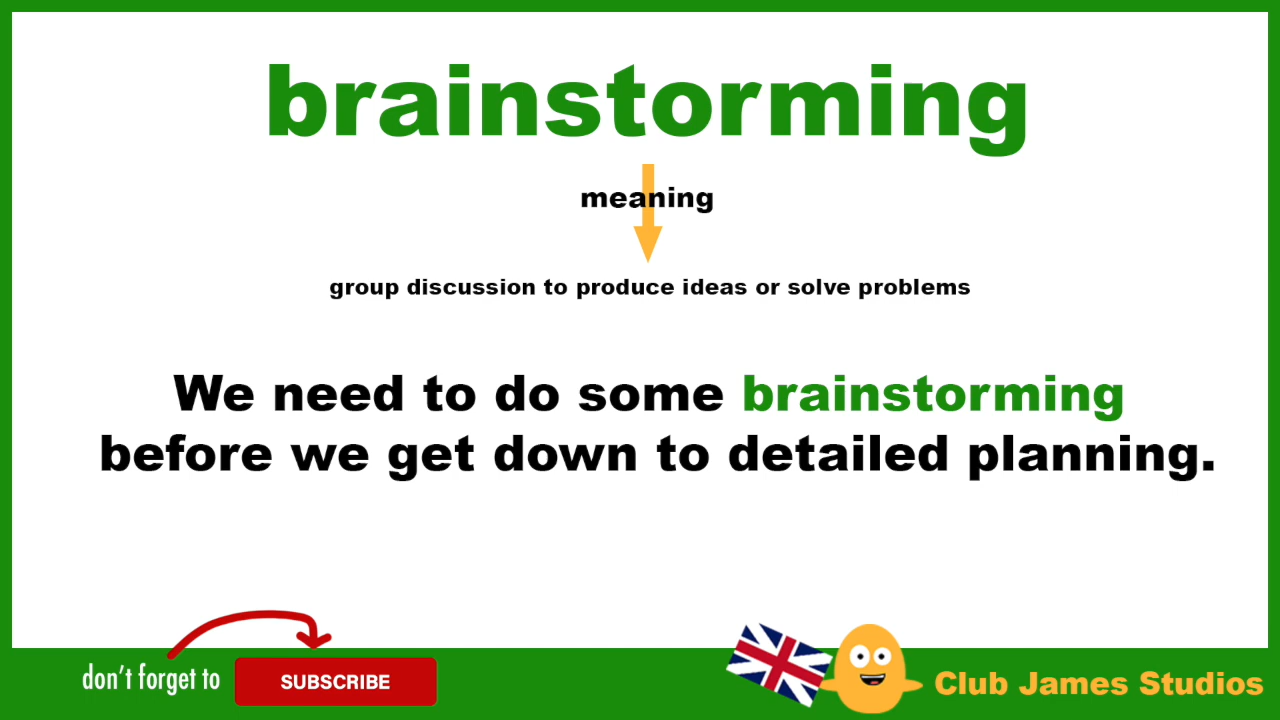 brainstorming
meaning
group discussion to produce ideas or solve problems
We need to do some brainstorming
before we get down to detailed planning.
don't forget to
SUBSCRIBE
Club James Studios